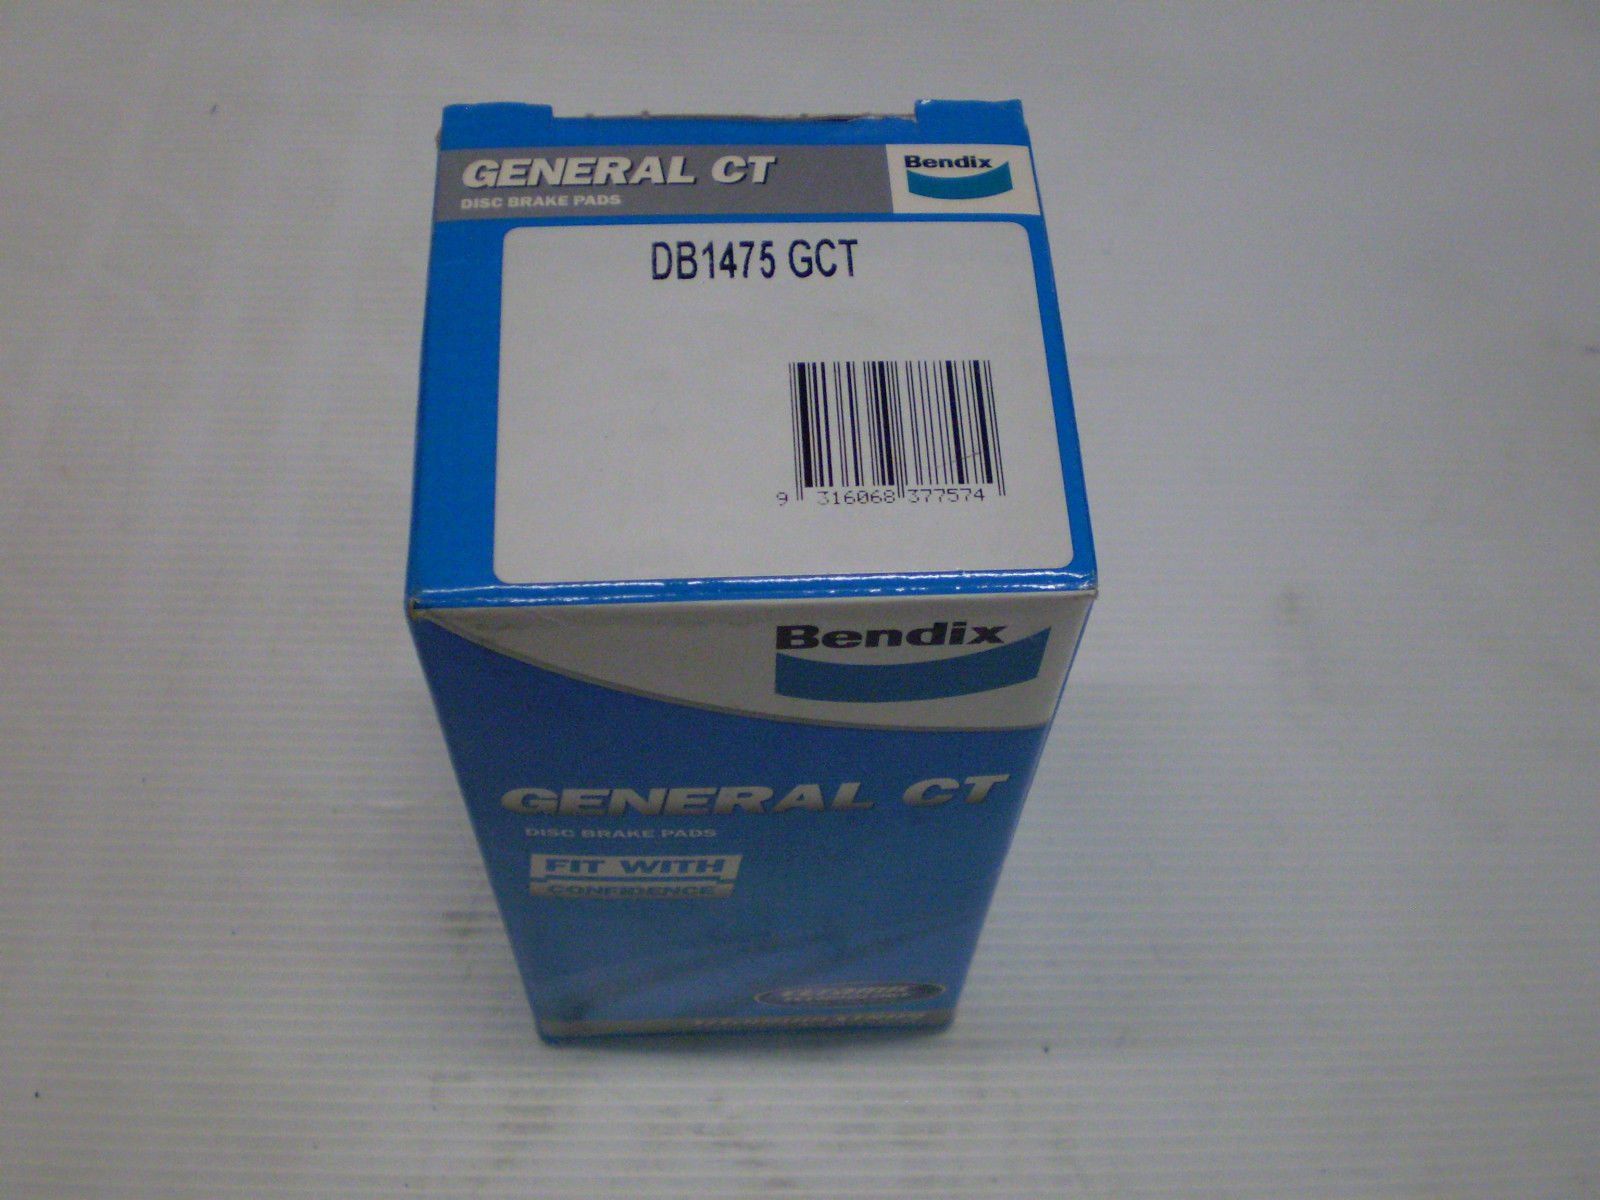 GENERAL CT
Bendix
DISC BRAKE PADS
DB1475 GCT
9 316068 377574
Bendix
GENERAL CT
DISC BRAKE PADS
FIT WITH
CONFIDENCE